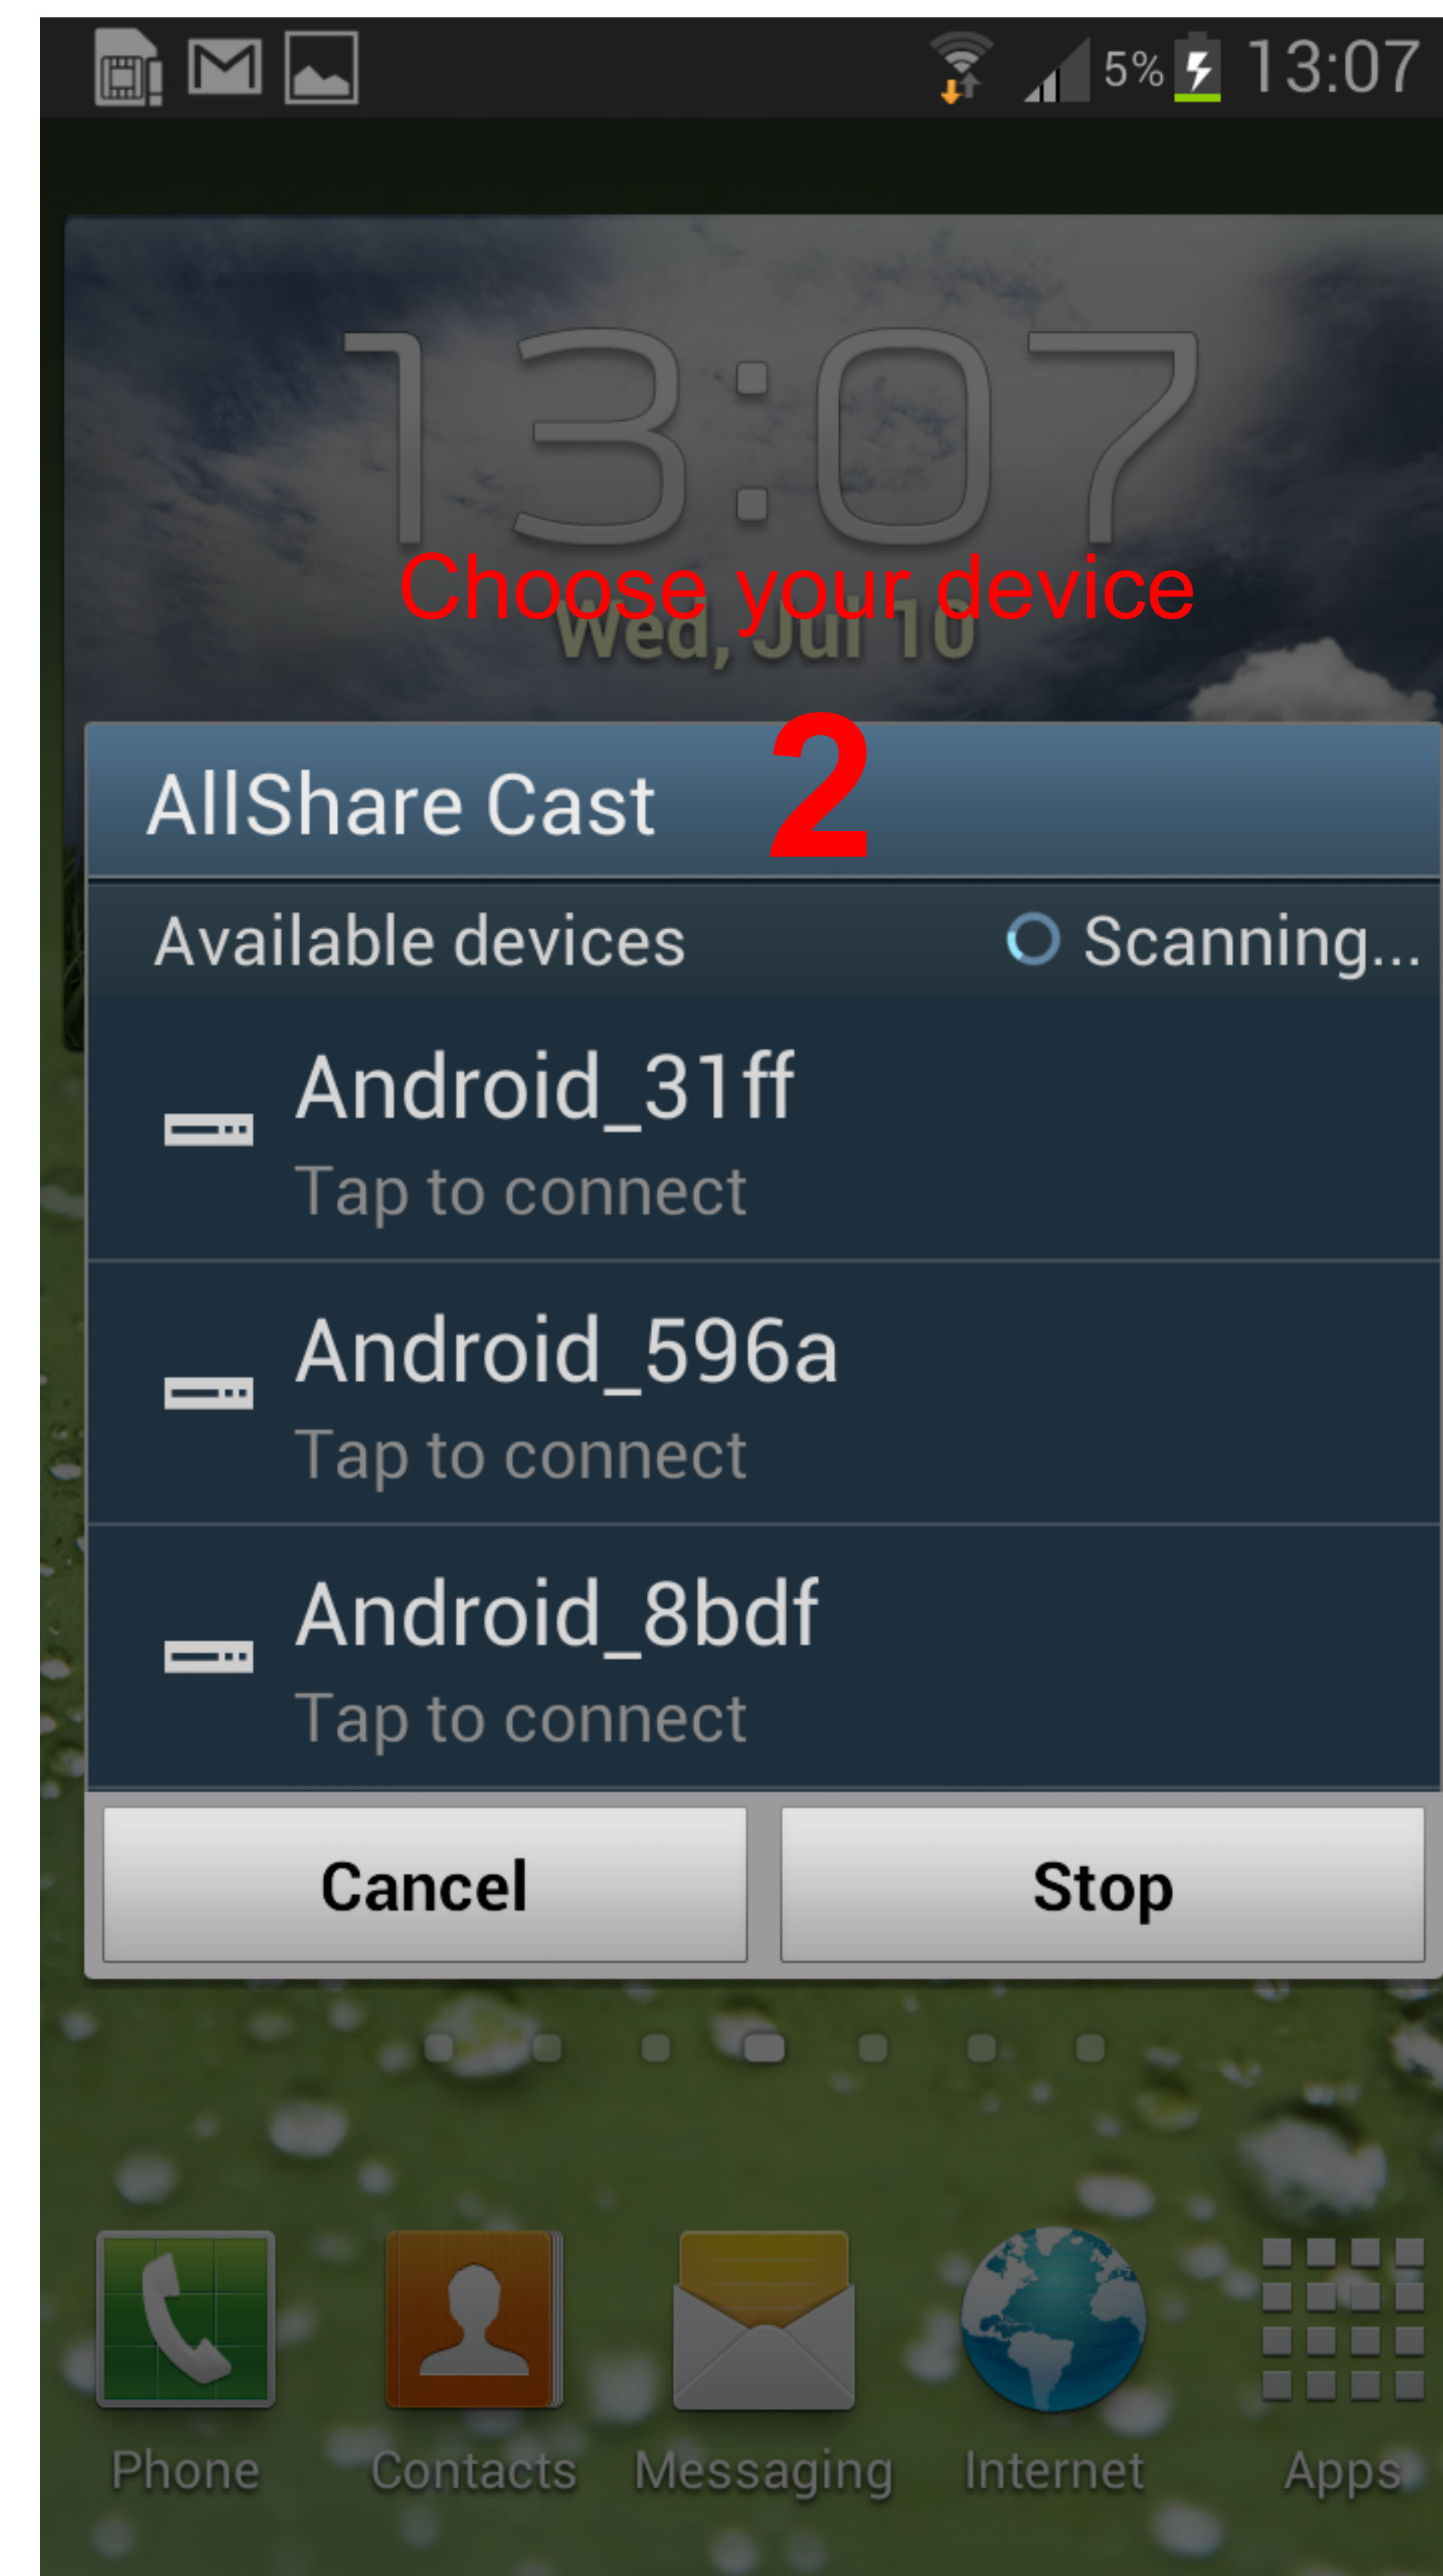 5% 13:07
13:07
Choose your device
Wed, Jul 10
2
AllShare Cast
Available devices Scanning...
Android_31ff
Tap to connect
Android_596a
Tap to connect
Android_8bdf
Tap to connect
Cancel Stop
Phone Contacts Messaging Internet Apps